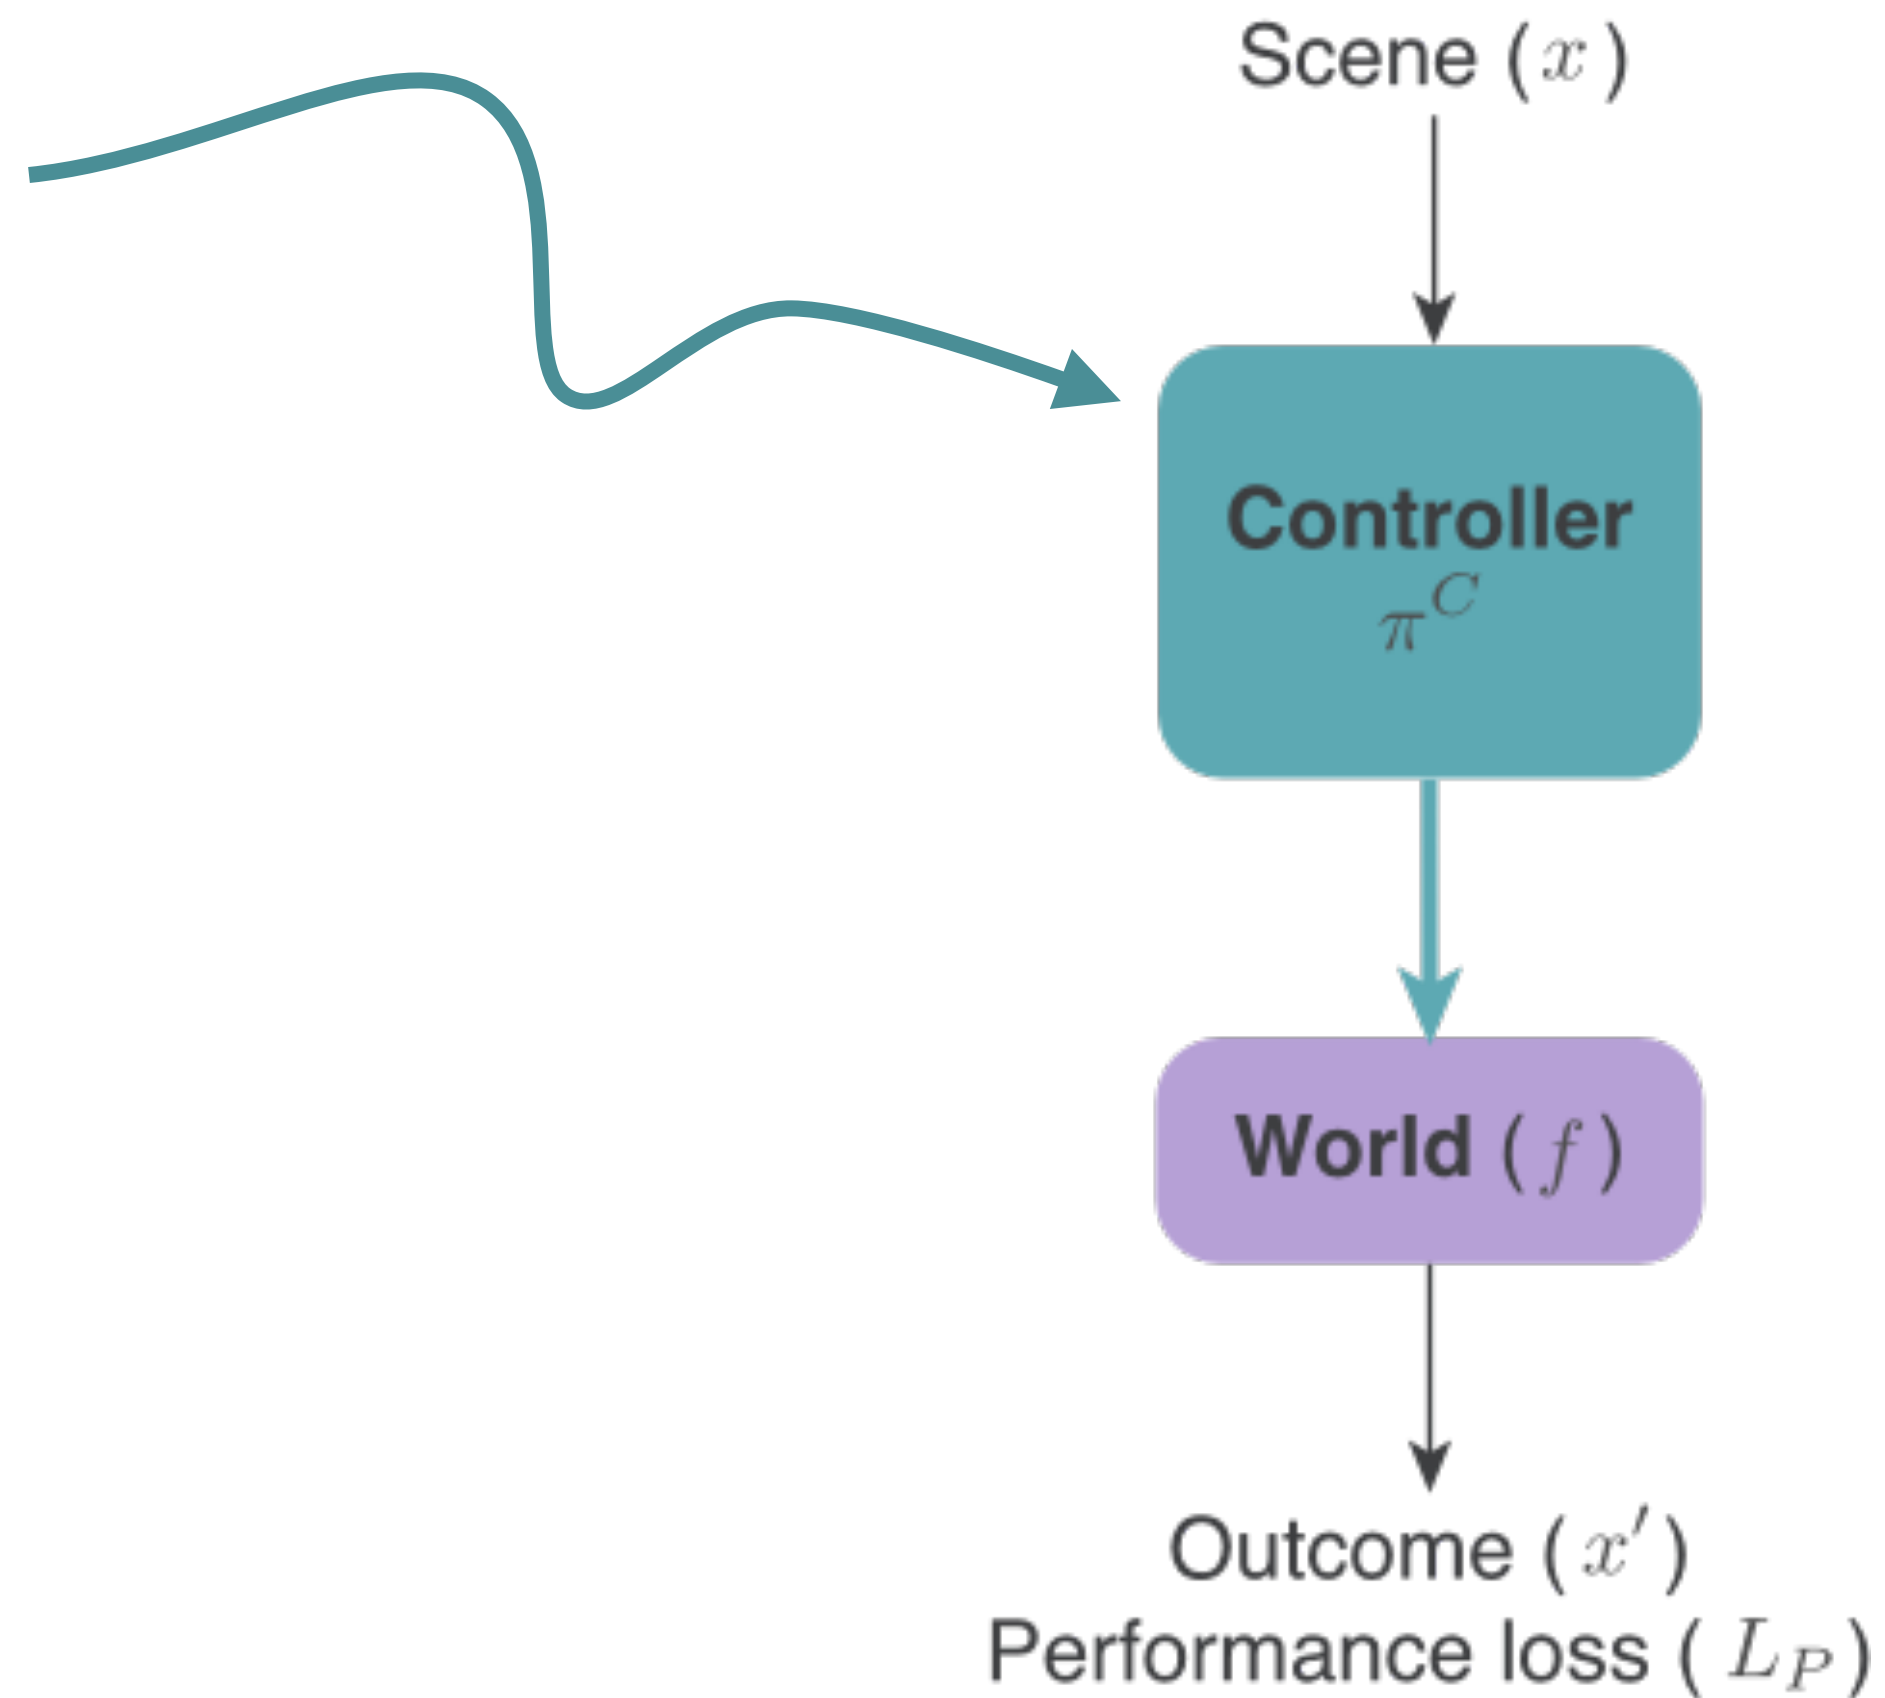 Scene (x)
Controller
π^C
World (f)
Outcome (x′)
Performance loss (L_P)